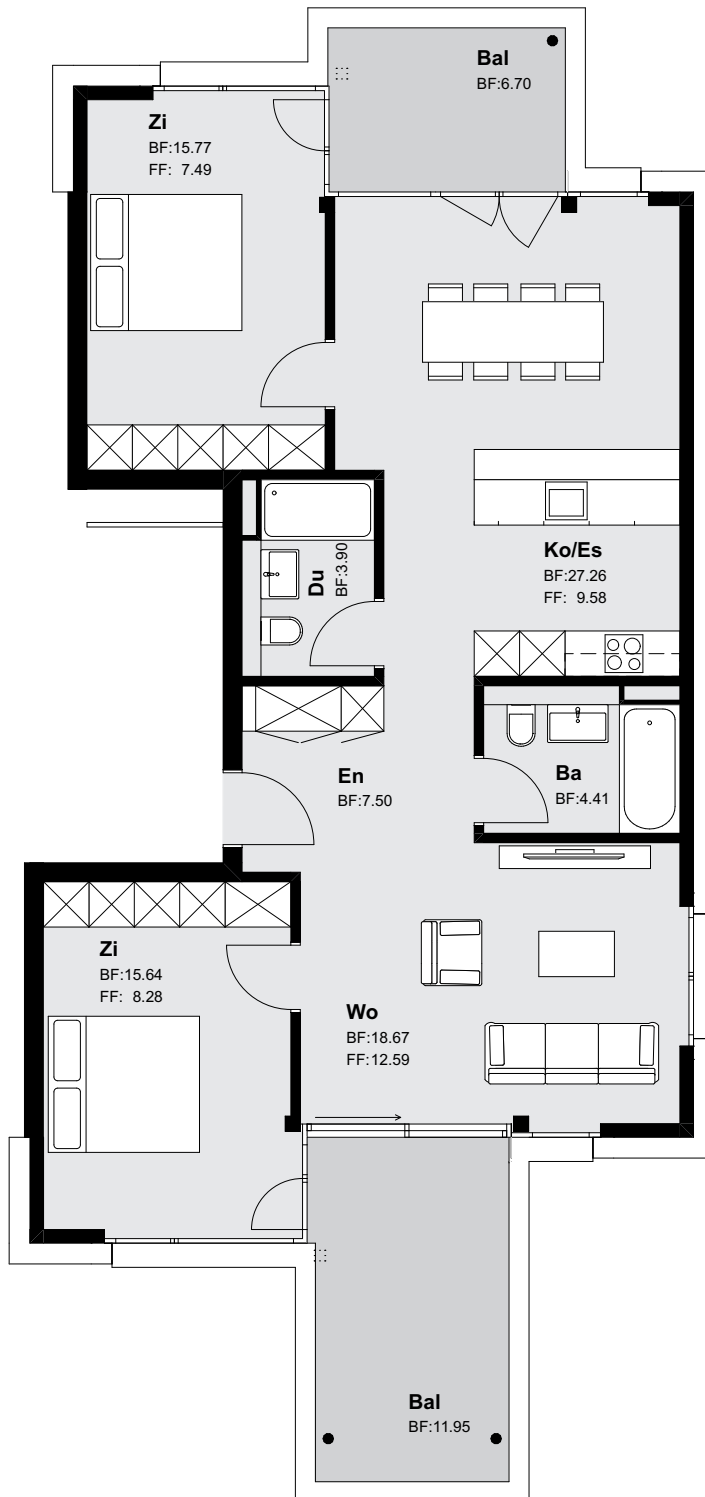 Bal
BF:6.70
Zi
BF:15.77
FF: 7.49
Ko/Es
BF:27.26
FF: 9.58
Du
BF:3.90
En
BF:7.50
Ba
BF:4.41
Zi
BF:15.64
FF: 8.28
Wo
BF:18.67
FF:12.59
Bal
BF:11.95